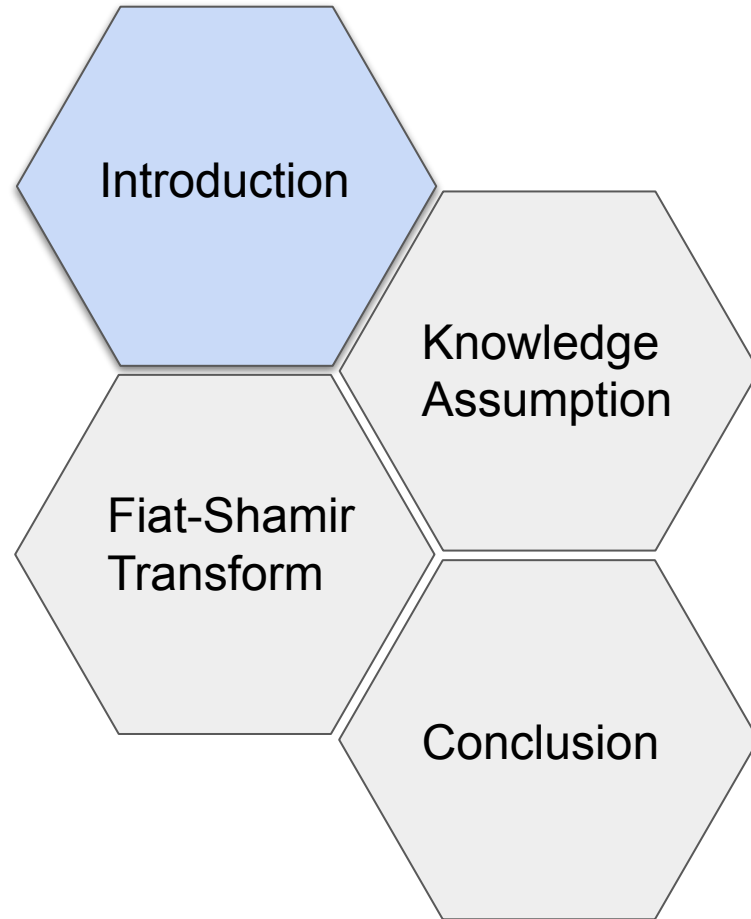 Introduction
Knowledge
Assumption
Fiat-Shamir
Transform
Conclusion